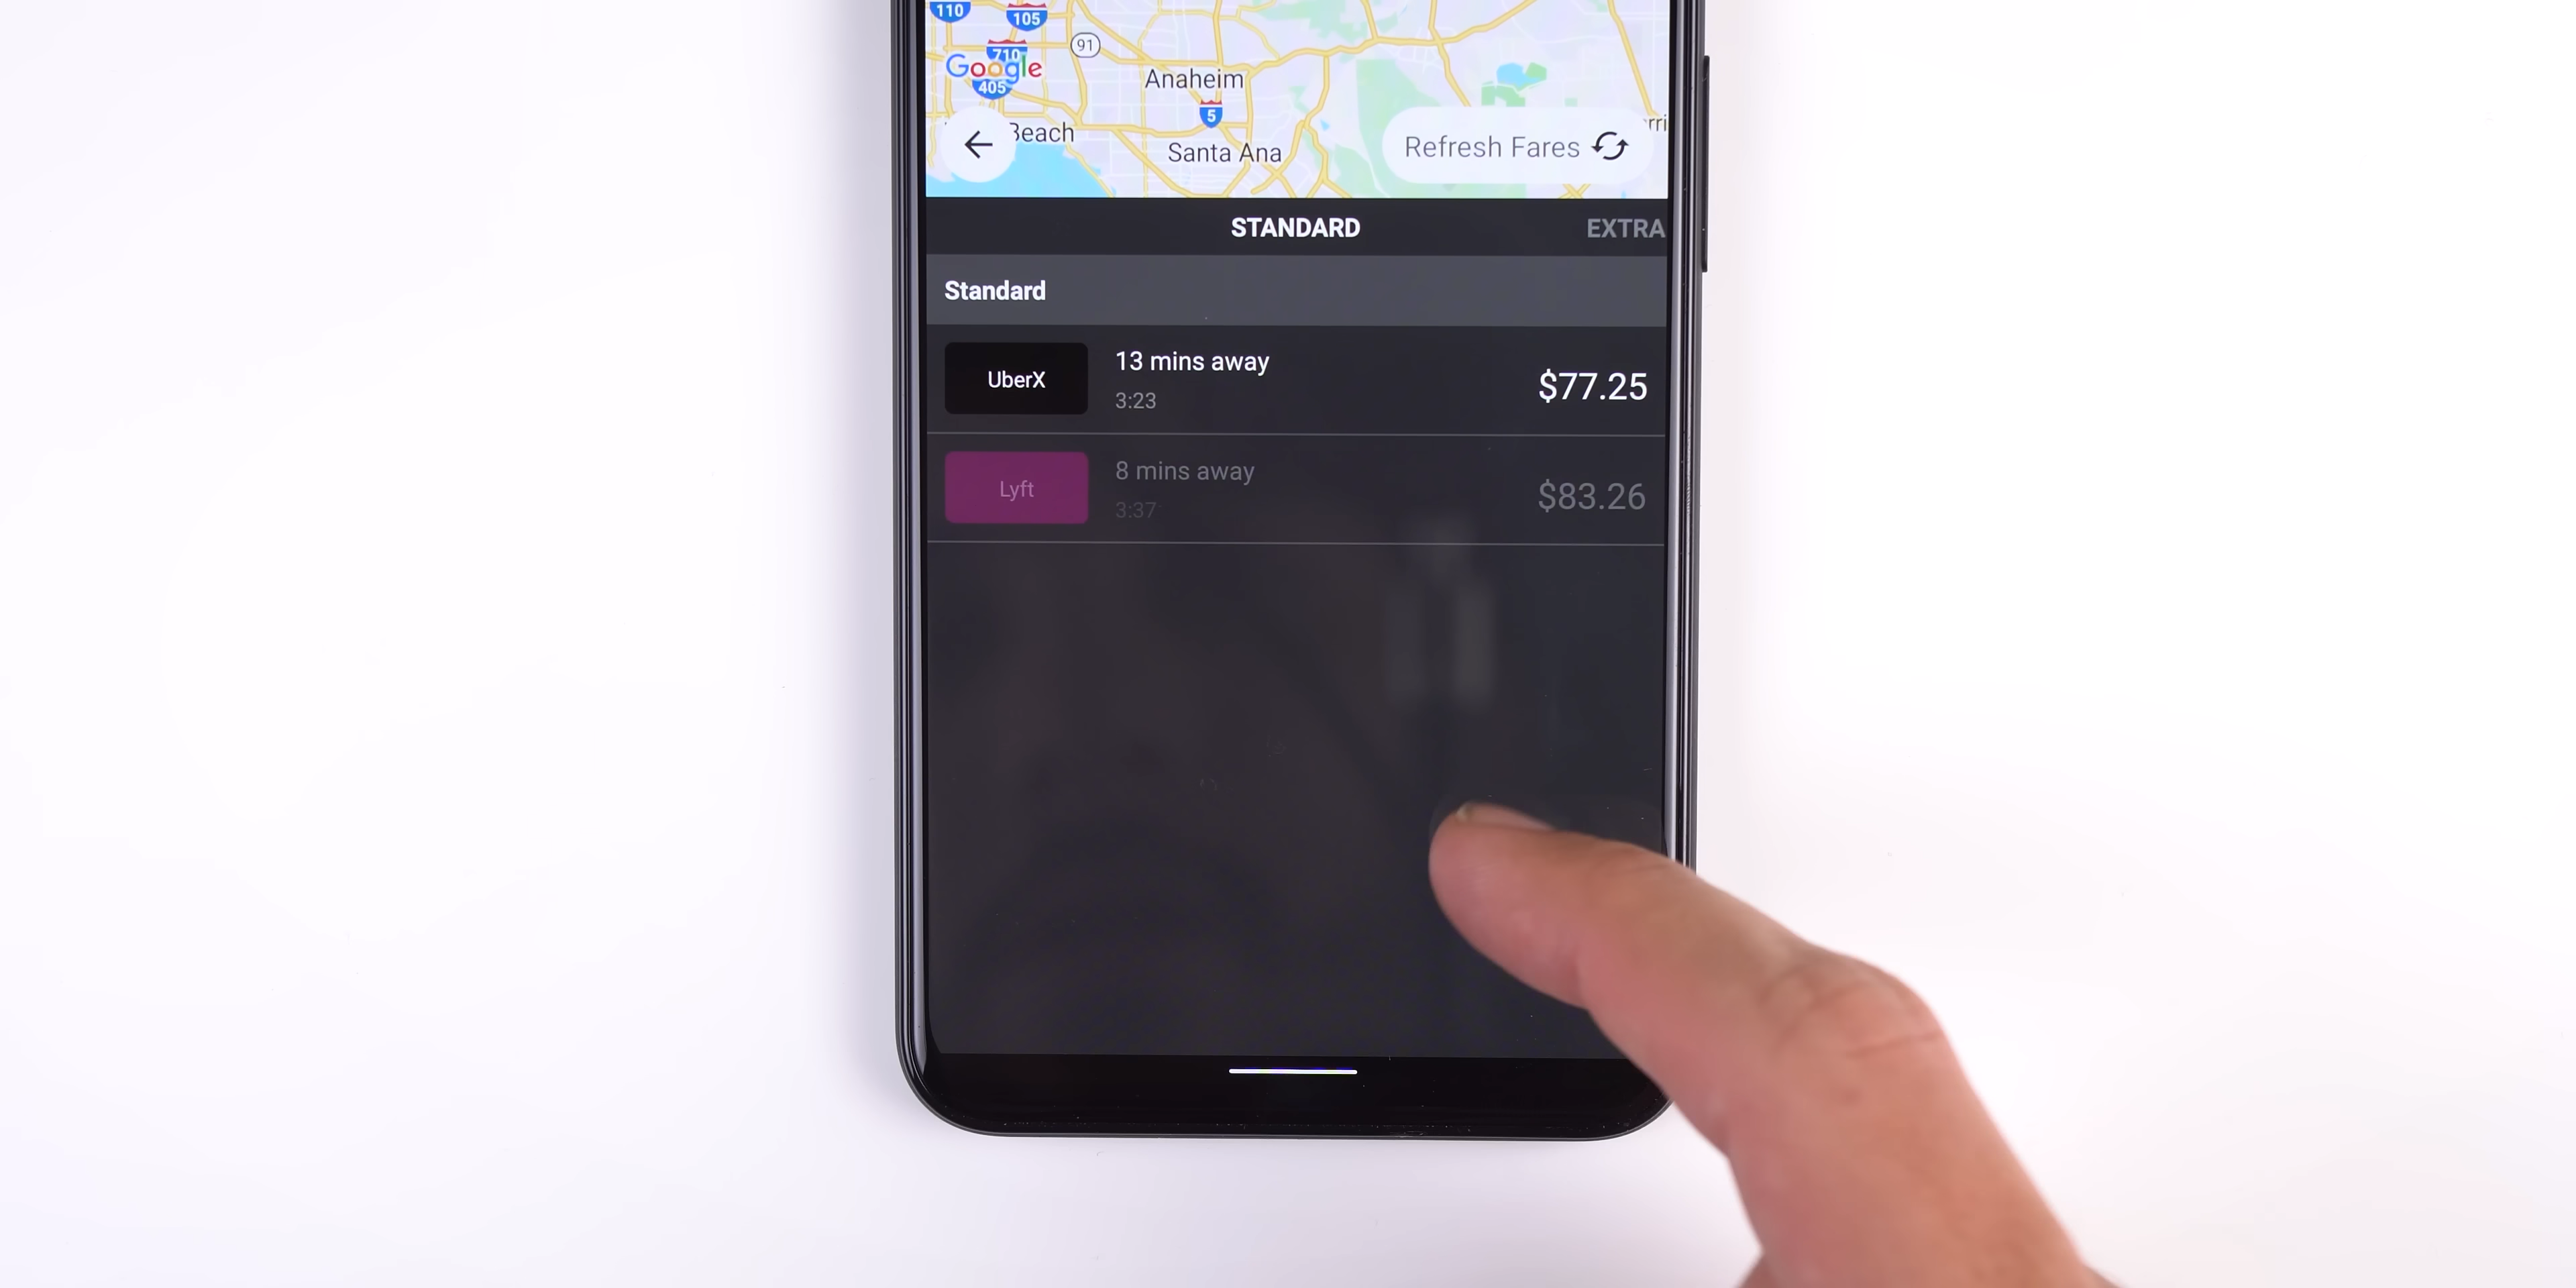 110
105
710
91
Google
405
Anaheim
5
Beach
Santa Ana
Refresh Fares
STANDARD
EXTRA
Standard
UberX
13 mins away
3:23
$77.25
Lyft
8 mins away
3:37
$83.26